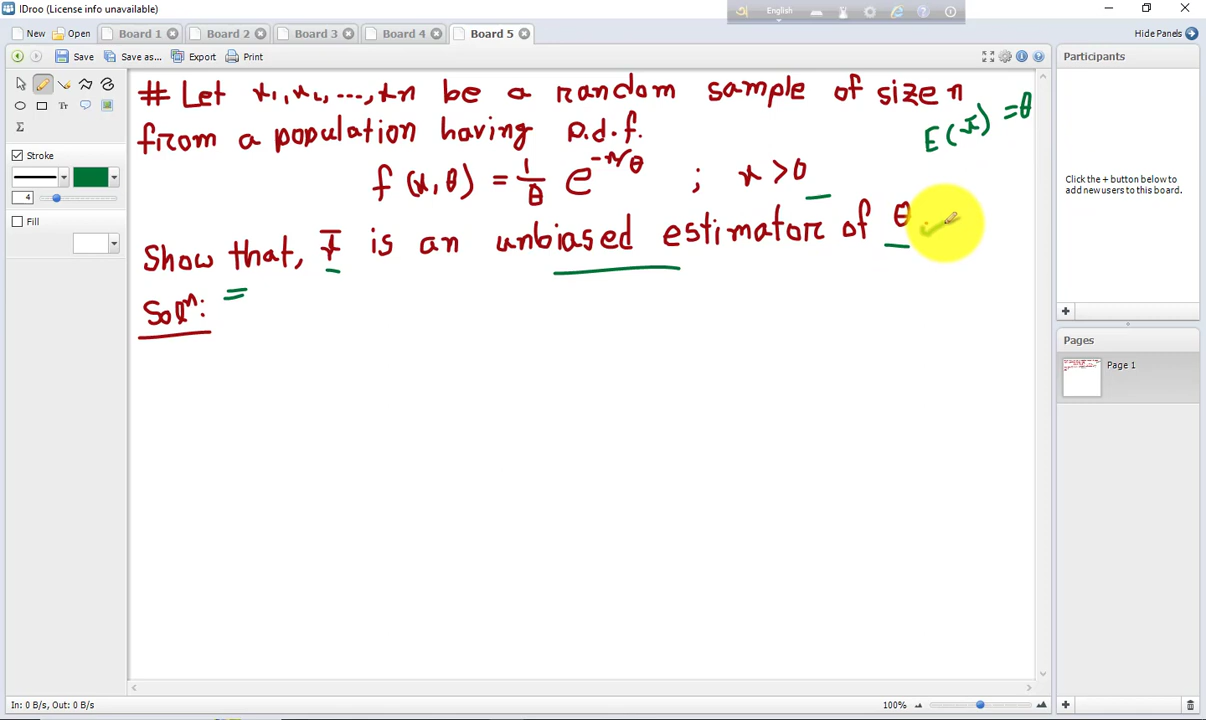 IDroo (License info unavailable)
English
New Open Board 1 Board 2 Board 3 Board 4 Board 5 Hide Panels
Save Save as... Export Print
Participants
Click the + button below to
add new users to this board.
Tr
Σ
Stroke
4
Fill
# Let x₁, x₂, ..., xn be a random sample of size n
from a population having p.d.f.
E(x̄) = θ
f(x, θ) = 1/θ e^(-x/θ) ; x > 0
Show that, x̄ is an unbiased estimator of θ.
Solⁿ: =
Pages
Page 1
In: 0 B/s, Out: 0 B/s 100%